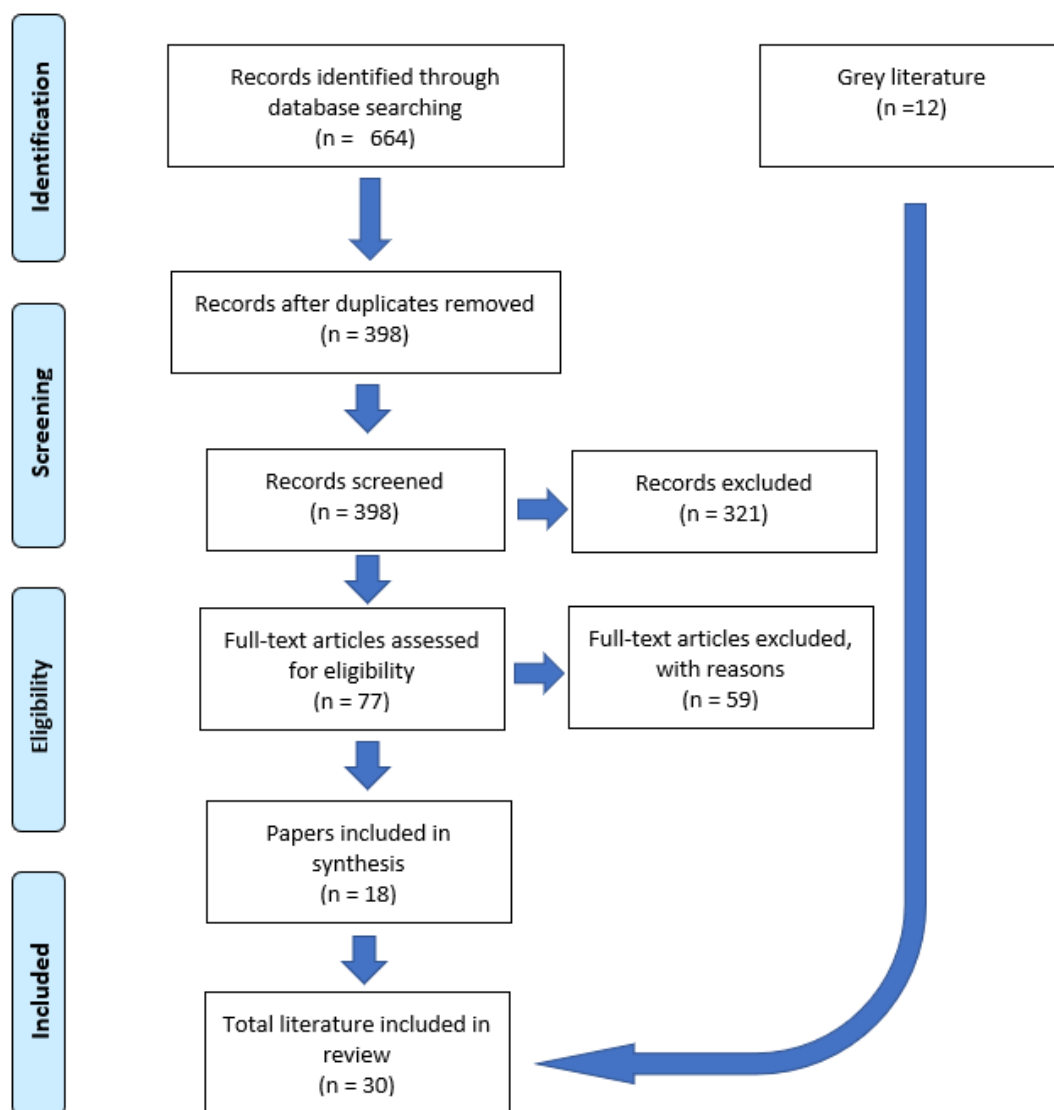 Identification
Records identified through
database searching
(n =   664)
Grey literature
(n =12)
Screening
Records after duplicates removed
(n = 398)
Records screened
(n = 398)
Records excluded
(n = 321)
Eligibility
Full-text articles assessed
for eligibility
(n = 77)
Full-text articles excluded,
with reasons
(n = 59)
Papers included in
synthesis
(n = 18)
Included
Total literature included in
review
(n = 30)